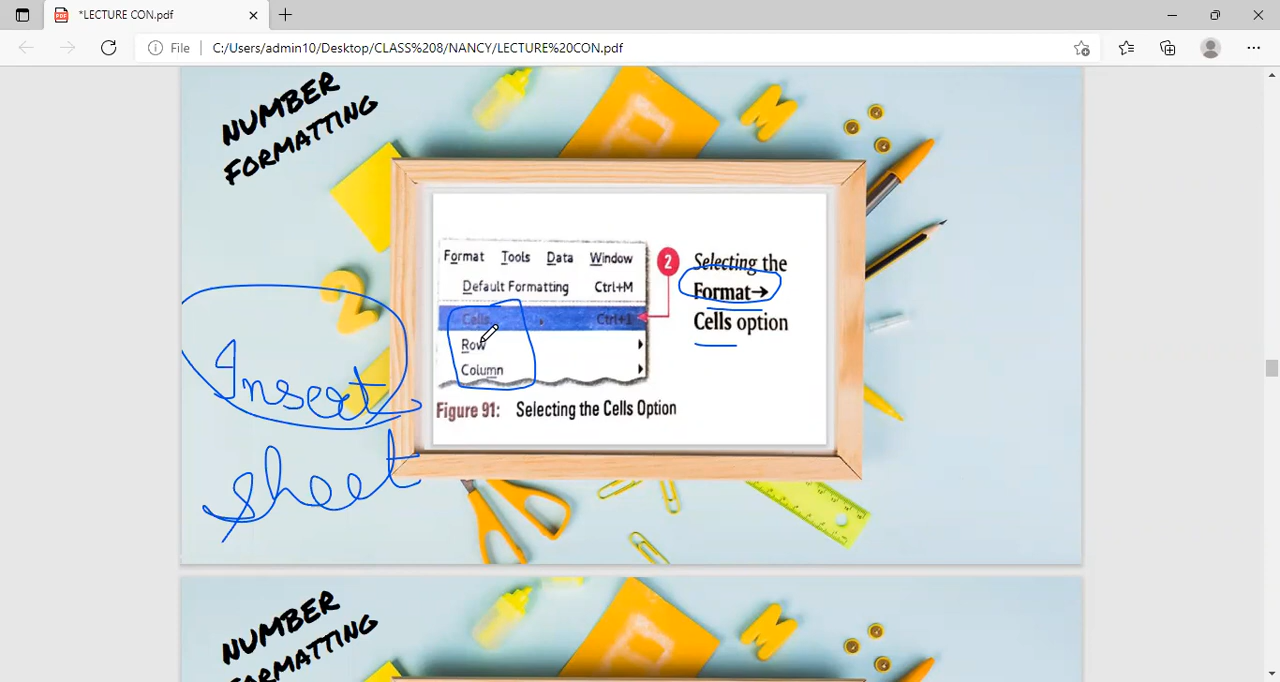 *LECTURE CON.pdf
File C:/Users/admin10/Desktop/CLASS%208/NANCY/LECTURE%20CON.pdf
NUMBER
FORMATTING
Format Tools Data Window
Default Formatting Ctrl+M
Cells Ctrl+1
Row
Column
2 Selecting the
Format→
Cells option
Figure 91: Selecting the Cells Option
Insert
sheet
NUMBER
FORMATTING